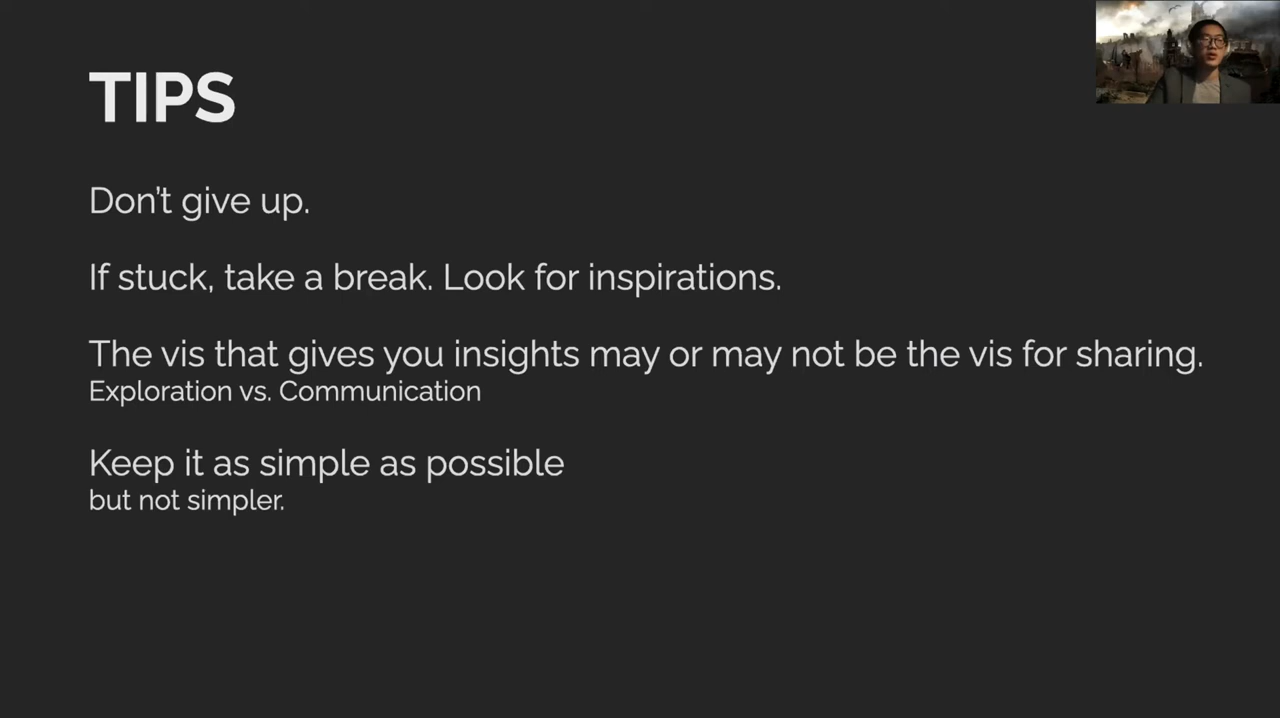 TIPS
Don't give up.
If stuck, take a break. Look for inspirations.
The vis that gives you insights may or may not be the vis for sharing.
Exploration vs. Communication
Keep it as simple as possible
but not simpler.